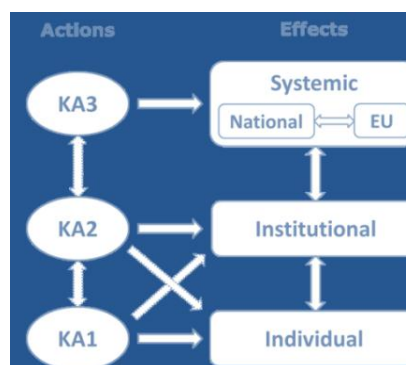 Actions Effects
KA3
Systemic
National EU
KA2 Institutional
KA1 Individual